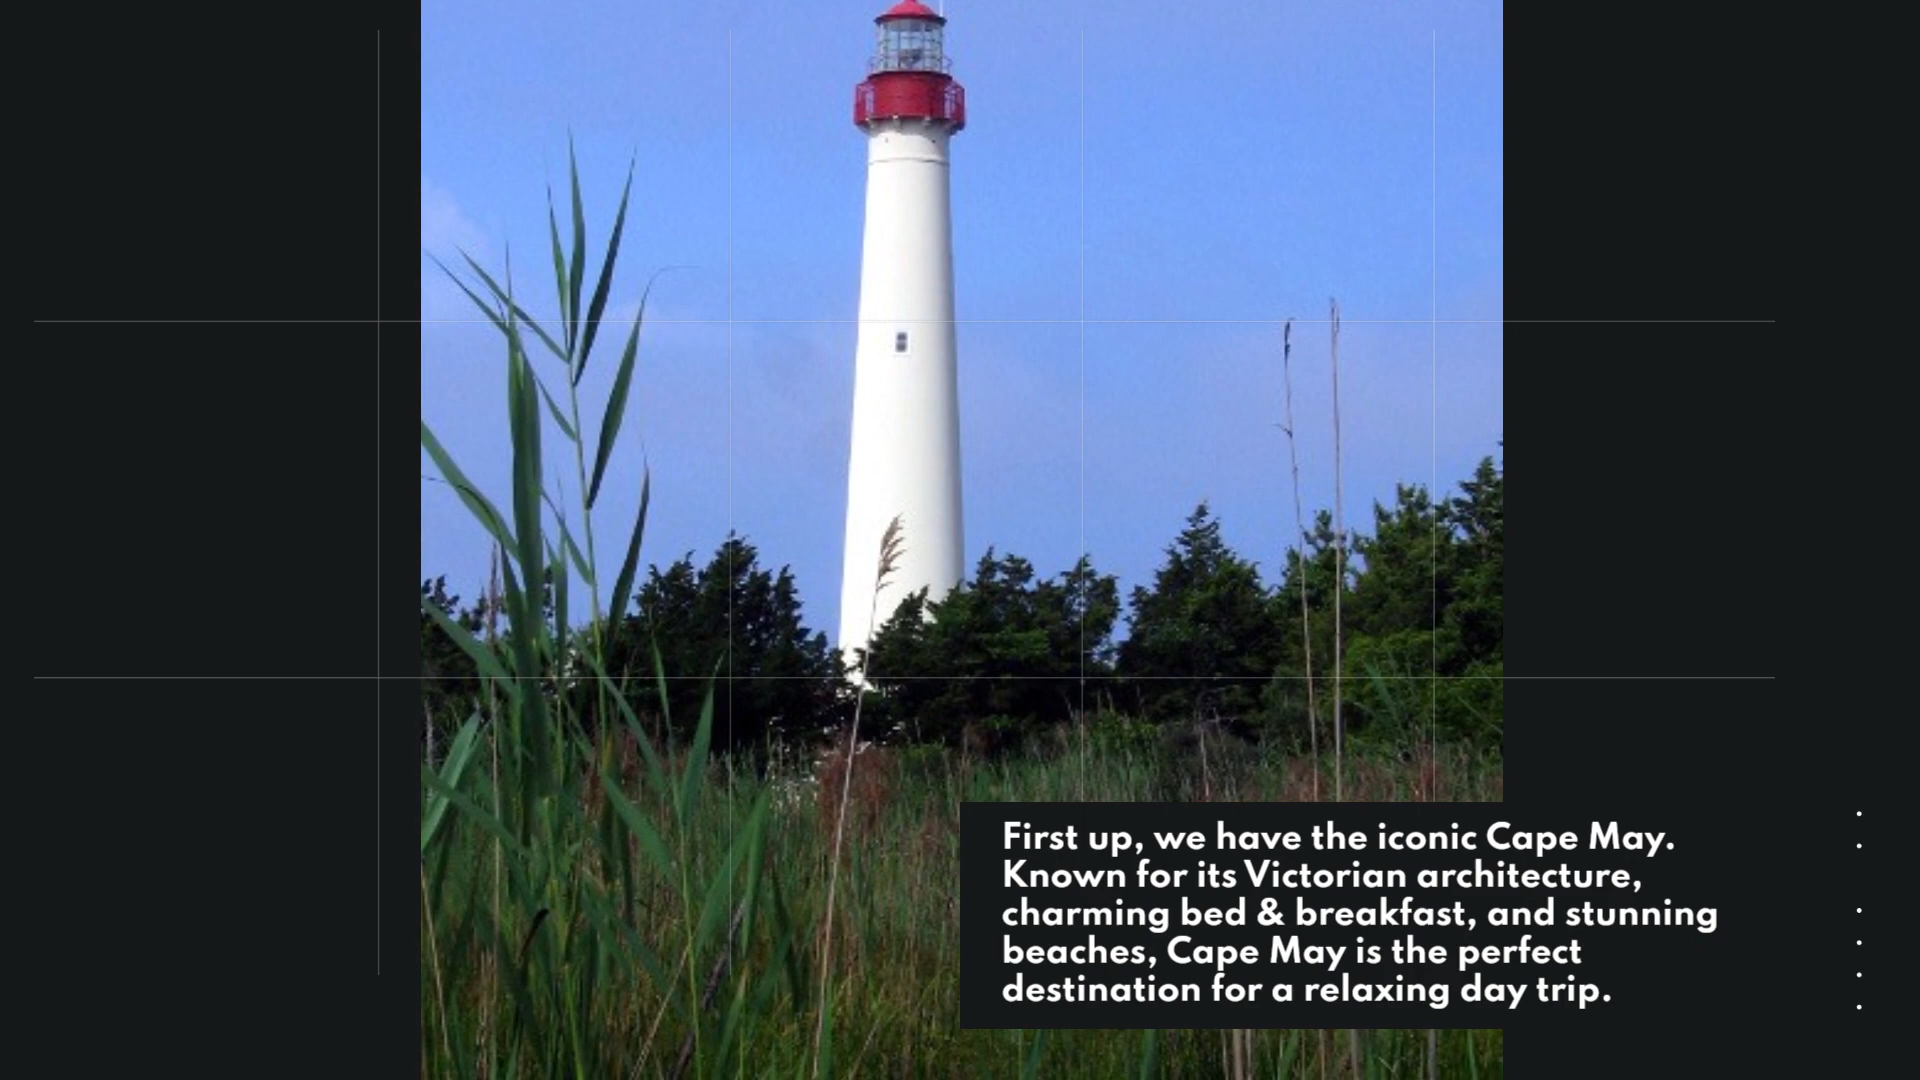 First up, we have the iconic Cape May.
Known for its Victorian architecture,
charming bed & breakfast, and stunning
beaches, Cape May is the perfect
destination for a relaxing day trip.